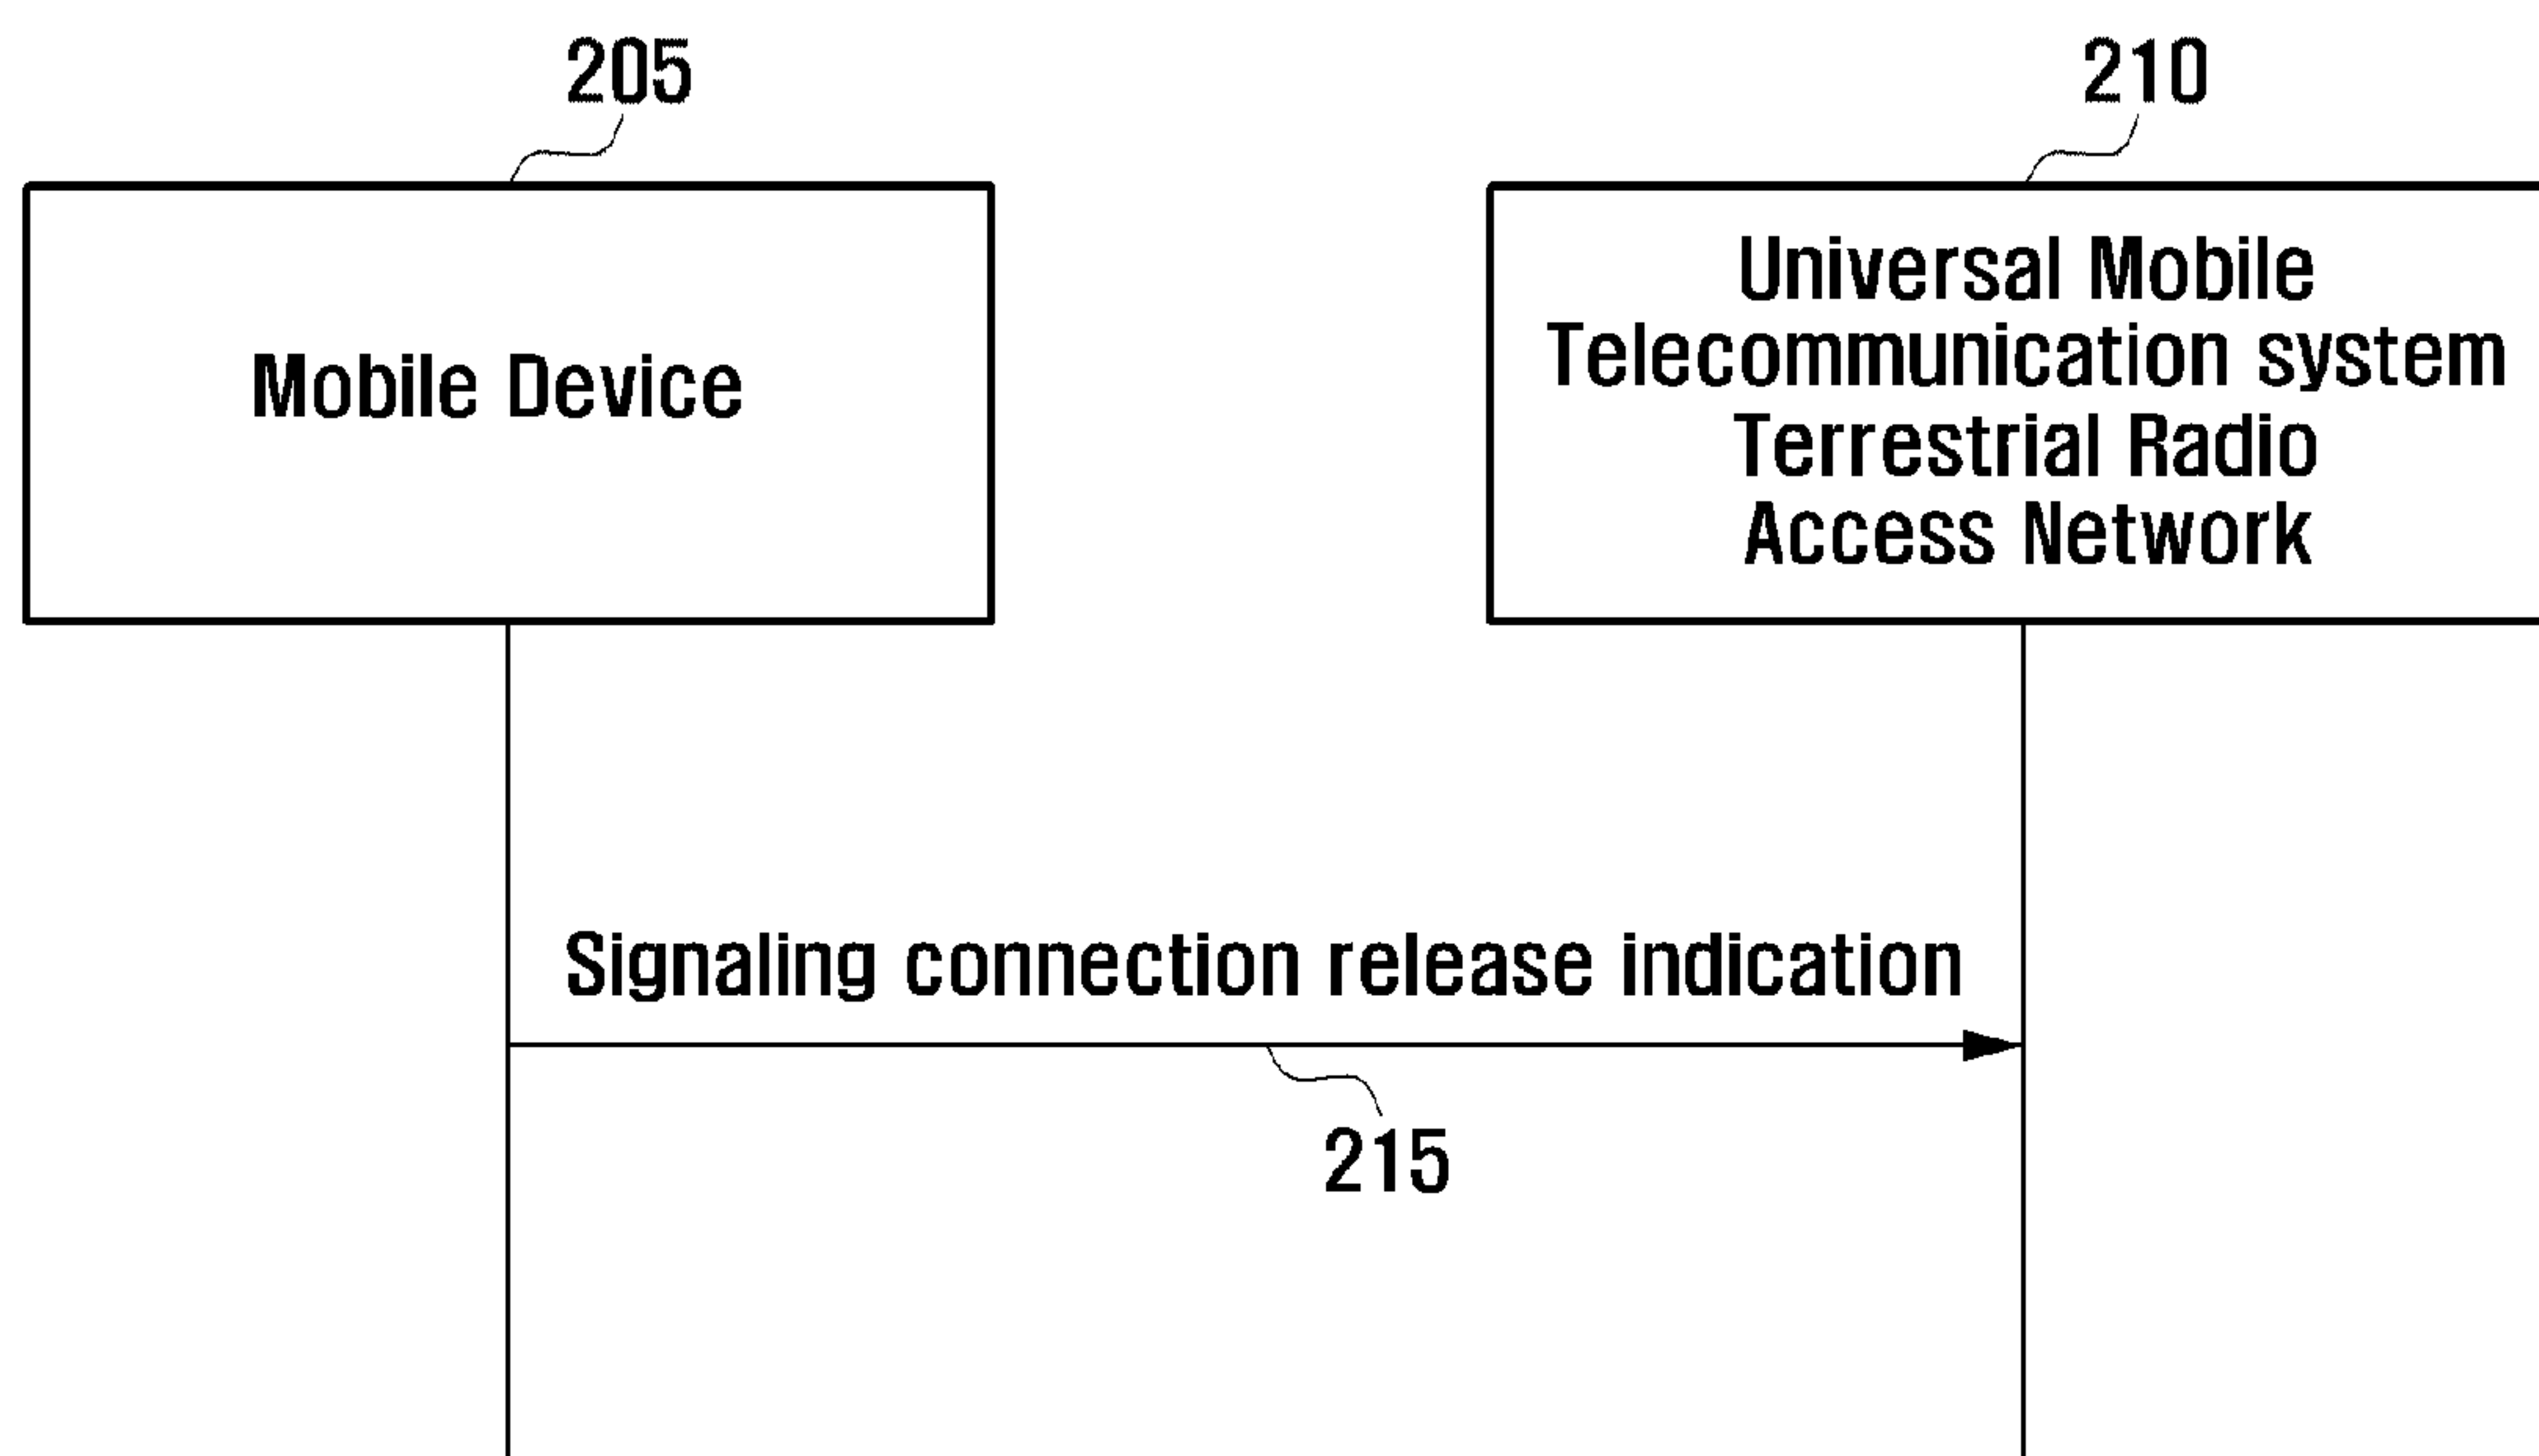 205
210
Mobile Device
Universal Mobile
Telecommunication system
Terrestrial Radio
Access Network
Signaling connection release indication
215